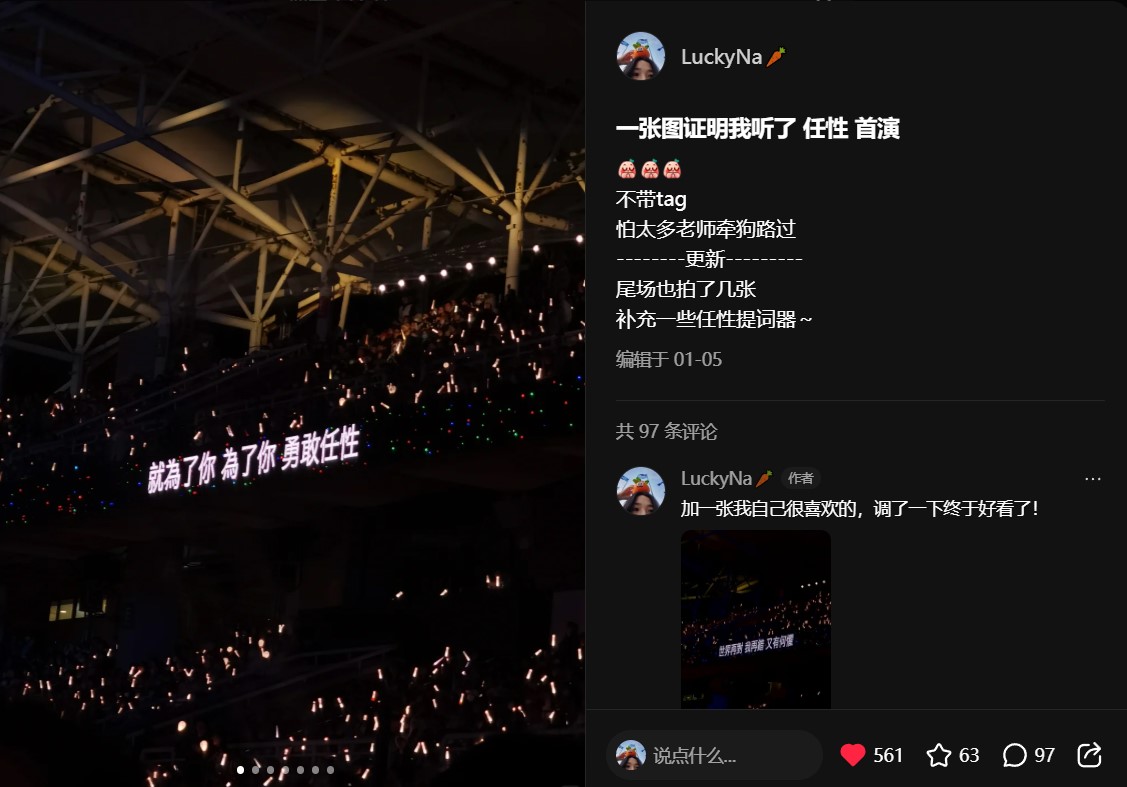 就為了你 為了你 勇敢任性
LuckyNa🥕
一张图证明我听了 任性 首演
不带tag
怕太多老师牵狗路过
--------更新---------
尾场也拍了几张
补充一些任性提词器～
编辑于 01-05
共 97 条评论
LuckyNa🥕 作者
加一张我自己很喜欢的，调了一下终于好看了！
世界再對 我再錯 又有何懼
说点什么...
561
63
97